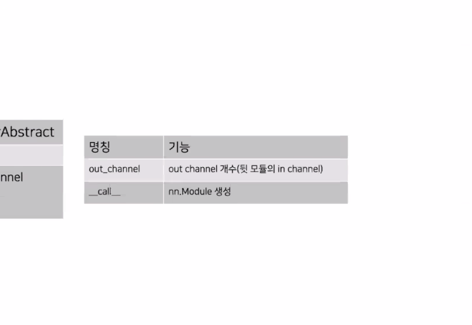 Abstract
nnel
명칭 기능
out_channel out channel 개수(뒷 모듈의 in channel)
__call__ nn.Module 생성